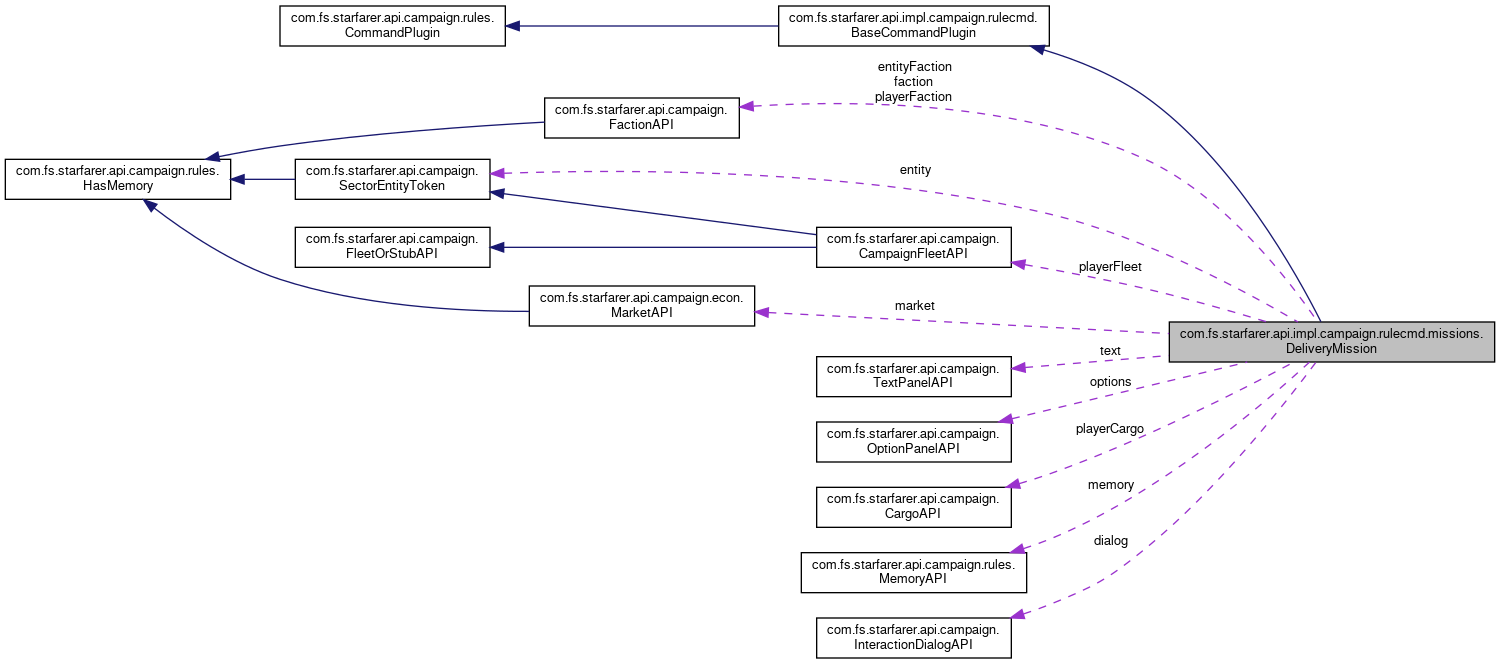 com.fs.starfarer.api.campaign.rules.
CommandPlugin
com.fs.starfarer.api.impl.campaign.rulecmd.
BaseCommandPlugin
entityFaction
faction
playerFaction
com.fs.starfarer.api.campaign.
FactionAPI
com.fs.starfarer.api.campaign.rules.
HasMemory
com.fs.starfarer.api.campaign.
SectorEntityToken
entity
com.fs.starfarer.api.campaign.
FleetOrStubAPI
com.fs.starfarer.api.campaign.
CampaignFleetAPI
playerFleet
com.fs.starfarer.api.campaign.econ.
MarketAPI
market
com.fs.starfarer.api.impl.campaign.rulecmd.missions.
DeliveryMission
com.fs.starfarer.api.campaign.
TextPanelAPI
text
options
com.fs.starfarer.api.campaign.
OptionPanelAPI
playerCargo
com.fs.starfarer.api.campaign.
CargoAPI
memory
com.fs.starfarer.api.campaign.rules.
MemoryAPI
dialog
com.fs.starfarer.api.campaign.
InteractionDialogAPI